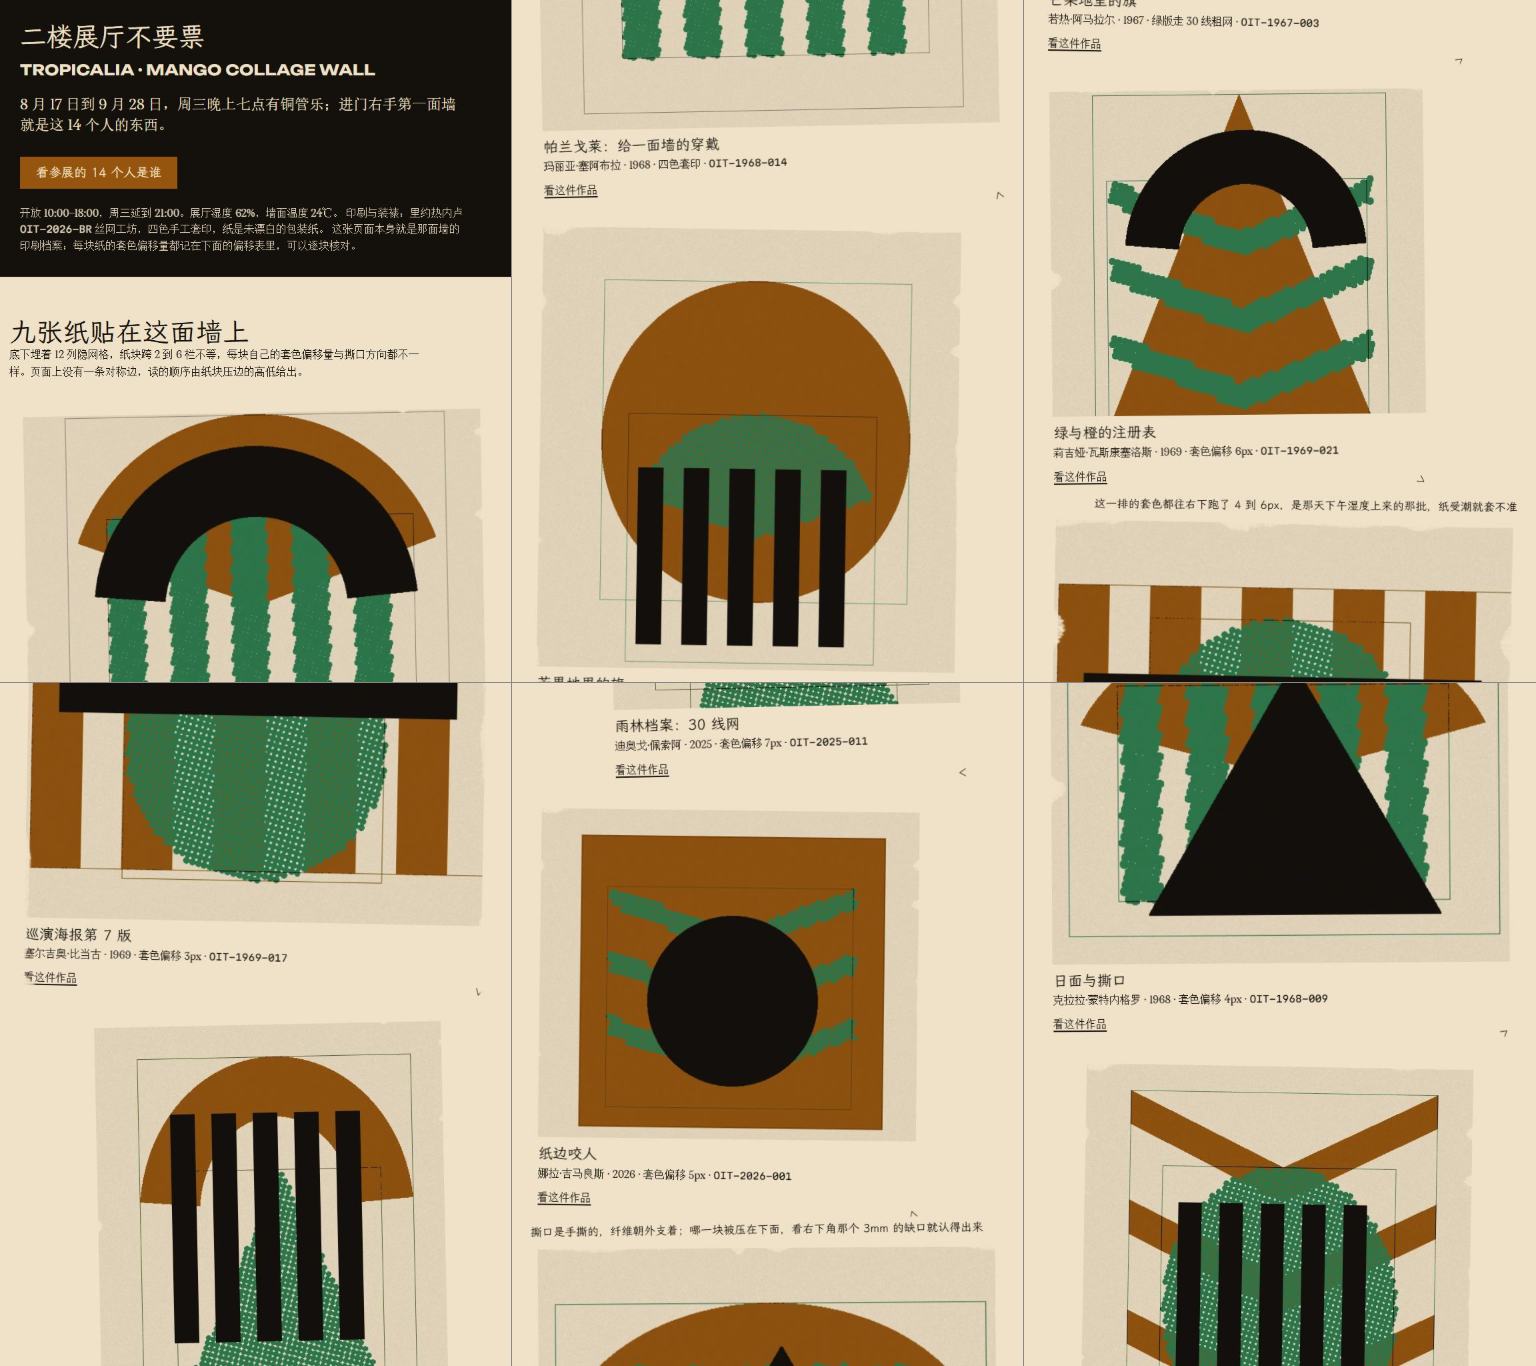 二楼展厅不要票
TROPICALIA · MANGO COLLAGE WALL
8 月 17 日到 9 月 28 日，周三晚上七点有铜管乐；进门右手第一面墙
就是这 14 个人的东西。
看参展的 14 个人是谁
开放 10:00–18:00，周三延到 21:00。展厅湿度 62%，墙面温度 24℃。印刷与装裱：里约热内卢
OIT-2026-BR 丝网工坊，四色手工套印，纸是未漂白的包装纸。 这张页面本身就是那面墙的
印刷档案：每块纸的套色偏移量都记在下面的偏移表里，可以逐块核对。
九张纸贴在这面墙上
底下埋着 12 列隐网格，纸块跨 2 到 6 栏不等，每块自己的套色偏移量与撕口方向都不一
样。页面上没有一条对称边，读的顺序由纸块压边的高低给出。
帕兰戈莱：给一面墙的穿戴
玛丽亚·塞阿布拉 · 1968 · 四色套印 · OIT-1968-014
看这件作品
芒果地里的旗
若热·阿马拉尔 · 1967 · 绿版走 30 线粗网 · OIT-1967-003
看这件作品
绿与橙的注册表
莉吉娅·瓦斯康塞洛斯 · 1969 · 套色偏移 6px · OIT-1969-021
看这件作品
这一排的套色都往右下跑了 4 到 6px，是那天下午湿度上来的那批，纸受潮就套不准
巡演海报第 7 版
塞尔吉奥·比当古 · 1969 · 套色偏移 3px · OIT-1969-017
看这件作品
雨林档案：30 线网
迪奥戈·佩索阿 · 2025 · 套色偏移 7px · OIT-2025-011
看这件作品
纸边咬人
娜拉·吉马良斯 · 2026 · 套色偏移 5px · OIT-2026-001
看这件作品
撕口是手撕的，纤维朝外支着；哪一块被压在下面，看右下角那个 3mm 的缺口就认得出来
日面与撕口
克拉拉·蒙特内格罗 · 1968 · 套色偏移 4px · OIT-1968-009
看这件作品